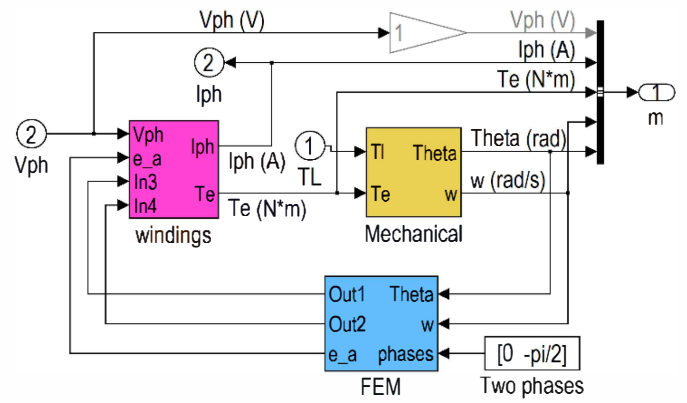 Vph (V)
1
Vph (V)
2
Iph
Iph (A)
Te (N*m)
1
m
2
Vph
Vph
e_a
In3
In4
Iph
Te
windings
Iph (A)
Te (N*m)
1
TL
Tl
Te
Theta
w
Mechanical
Theta (rad)
w (rad/s)
Out1
Out2
e_a
Theta
w
phases
FEM
[0 -pi/2]
Two phases